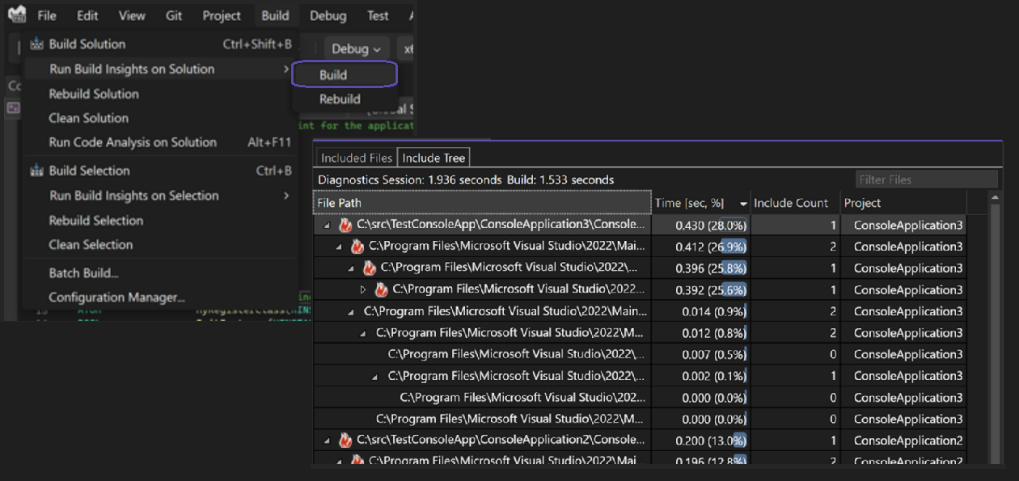 File Edit View Git Project Build Debug Test
Build Solution Ctrl+Shift+B
Debug
Run Build Insights on Solution
Build
Rebuild Solution
Rebuild
Clean Solution
int for the applicat
Run Code Analysis on Solution Alt+F11
Build Selection Ctrl+B
Run Build Insights on Selection
Rebuild Selection
Clean Selection
Batch Build...
Configuration Manager...
Included Files Include Tree
Diagnostics Session: 1.936 seconds Build: 1.533 seconds
Filter Files
File Path Time [sec, %] Include Count Project
C:\src\TestConsoleApp\ConsoleApplication3\Console... 0.430 (28.0%) 1 ConsoleApplication3
C:\Program Files\Microsoft Visual Studio\2022\Mai... 0.412 (26.9%) 2 ConsoleApplication3
C:\Program Files\Microsoft Visual Studio\2022\... 0.396 (25.8%) 1 ConsoleApplication3
C:\Program Files\Microsoft Visual Studio\2022... 0.392 (25.6%) 1 ConsoleApplication3
C:\Program Files\Microsoft Visual Studio\2022\Main... 0.014 (0.9%) 2 ConsoleApplication3
C:\Program Files\Microsoft Visual Studio\2022\Ma... 0.012 (0.8%) 2 ConsoleApplication3
C:\Program Files\Microsoft Visual Studio\2022\... 0.007 (0.5%) 0 ConsoleApplication3
C:\Program Files\Microsoft Visual Studio\2022\... 0.002 (0.1%) 1 ConsoleApplication3
C:\Program Files\Microsoft Visual Studio\202... 0.000 (0.0%) 0 ConsoleApplication3
C:\Program Files\Microsoft Visual Studio\2022\M... 0.000 (0.0%) 0 ConsoleApplication3
C:\src\TestConsoleApp\ConsoleApplication2\Console... 0.200 (13.0%) 1 ConsoleApplication2
C:\Program Files\Microsoft Visual Studio\2022\Mai... 0.196 (12.8%) 2 ConsoleApplication2